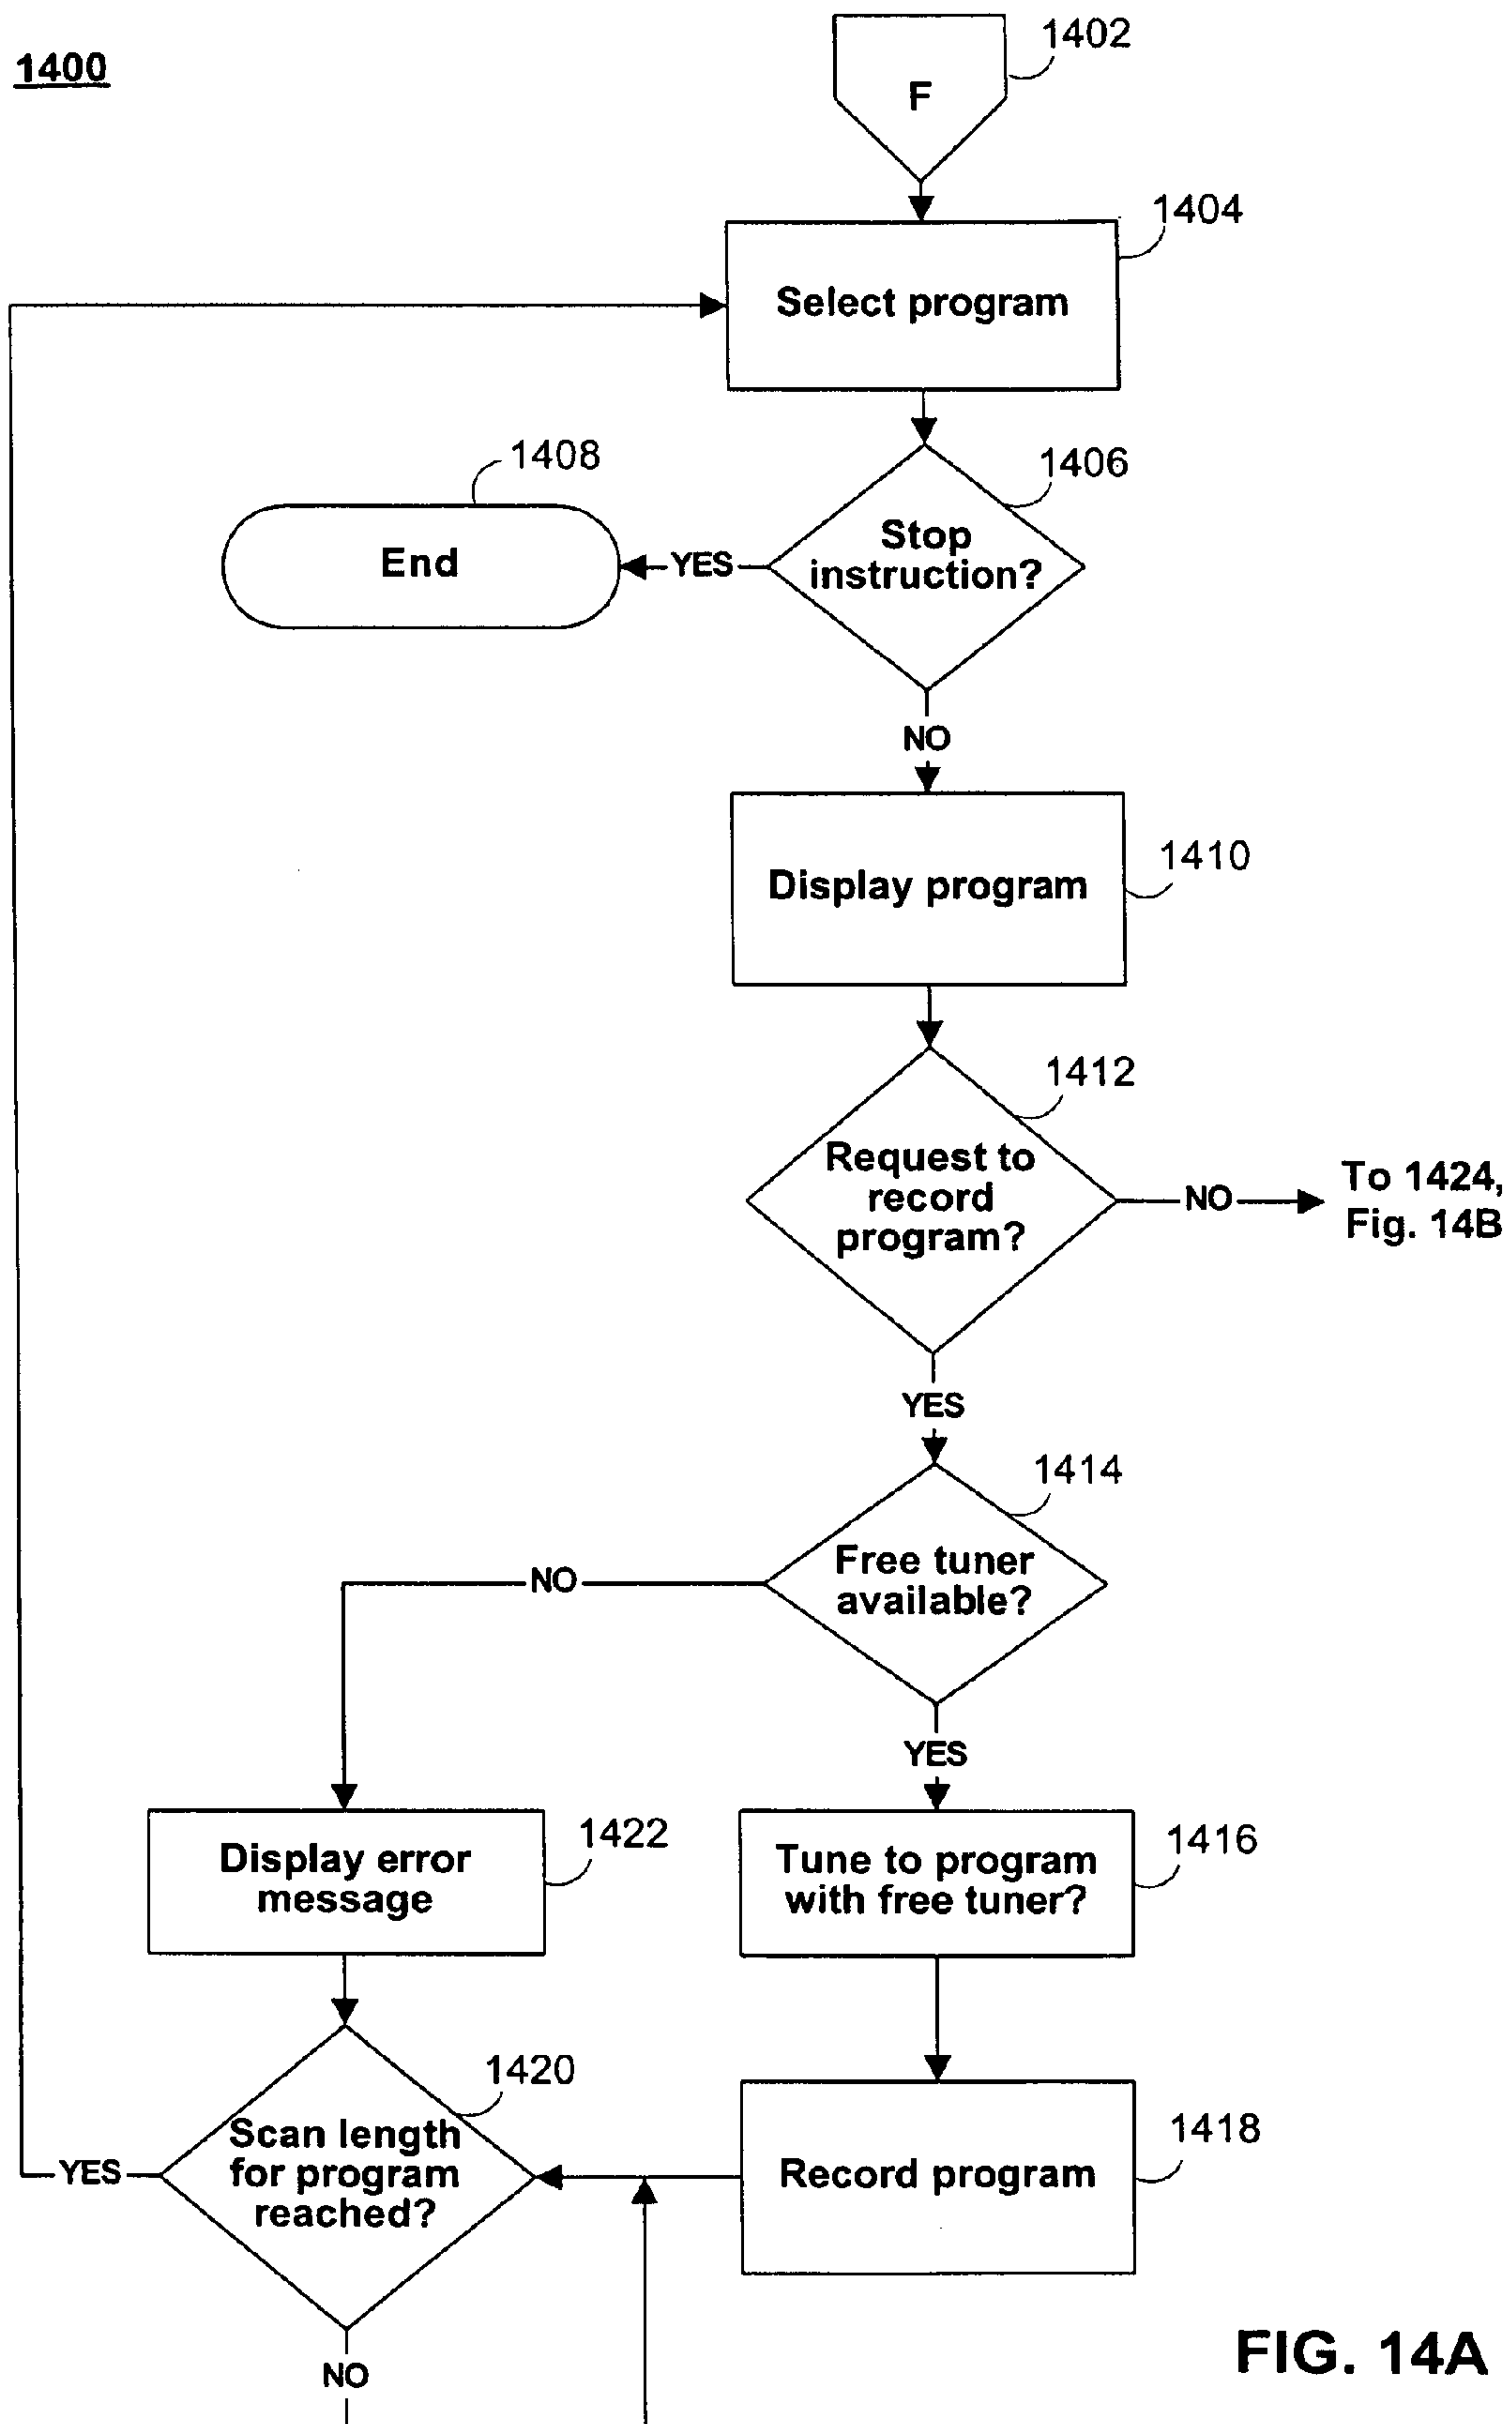 1400
1402
F
1404
Select program
1408
1406
End
YES
Stop
instruction?
NO
1410
Display program
1412
Request to
record
program?
NO
To 1424,
Fig. 14B
YES
1414
Free tuner
available?
NO
YES
1422
Display error
message
1416
Tune to program
with free tuner?
1420
Scan length
for program
reached?
YES
1418
Record program
NO
FIG. 14A